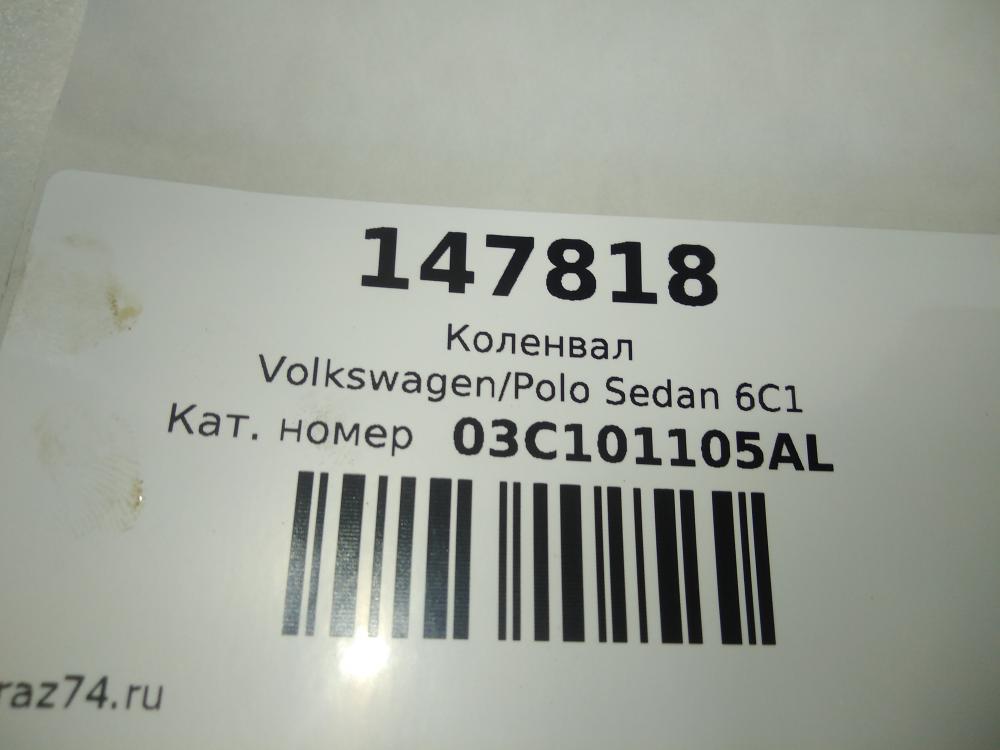 147818
Коленвал
Volkswagen/Polo Sedan 6C1
Кат. номер 03C101105AL
raz74.ru